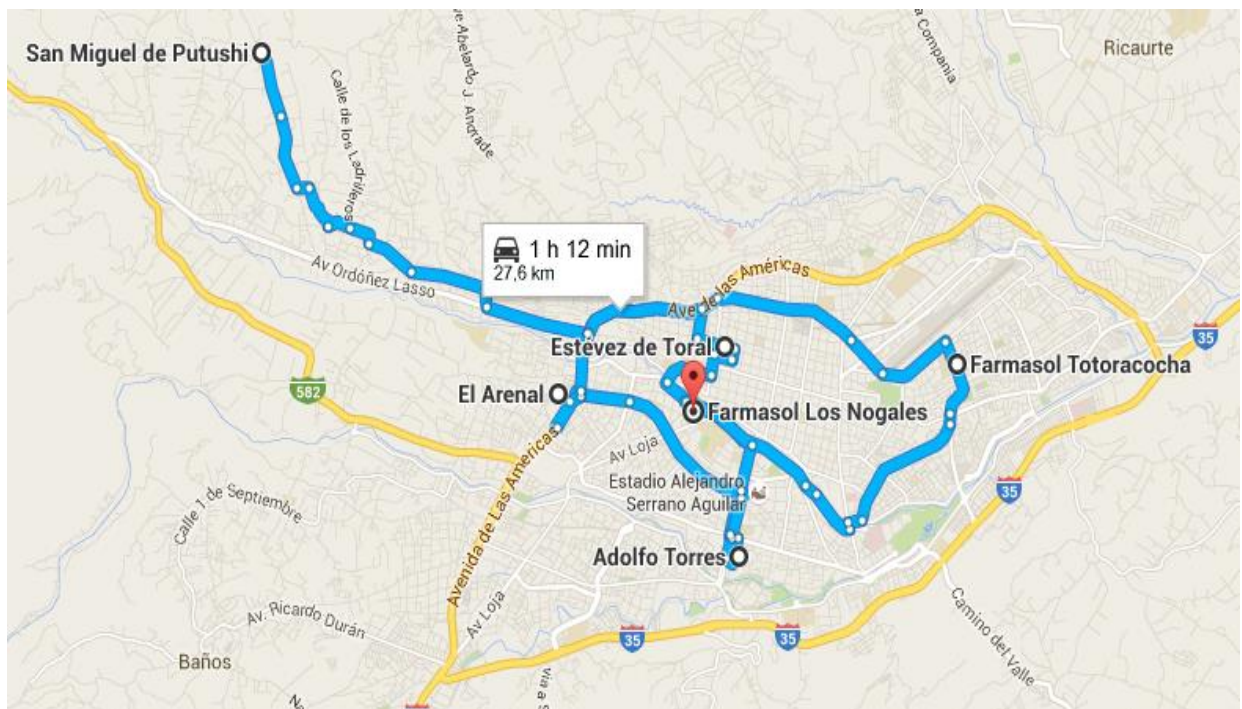 San Miguel de Putushi
Calle de los Ladrilleros
Abelardo J. Andrade
a Compania
Ricaurte
Av Ordóñez Lasso
1 h 12 min
27,6 km
Ave de las Américas
35
Estévez de Toral
Farmasol Totoracocha
582
El Arenal
Farmasol Los Nogales
Av Loja
Estadio Alejandro
Serrano Aguilar
35
Calle 1 de Septiembre
Avenida de Las Americas
Adolfo Torres
Av. Ricardo Durán
Av Loja
35
35
Camino del Valle
Baños
via a